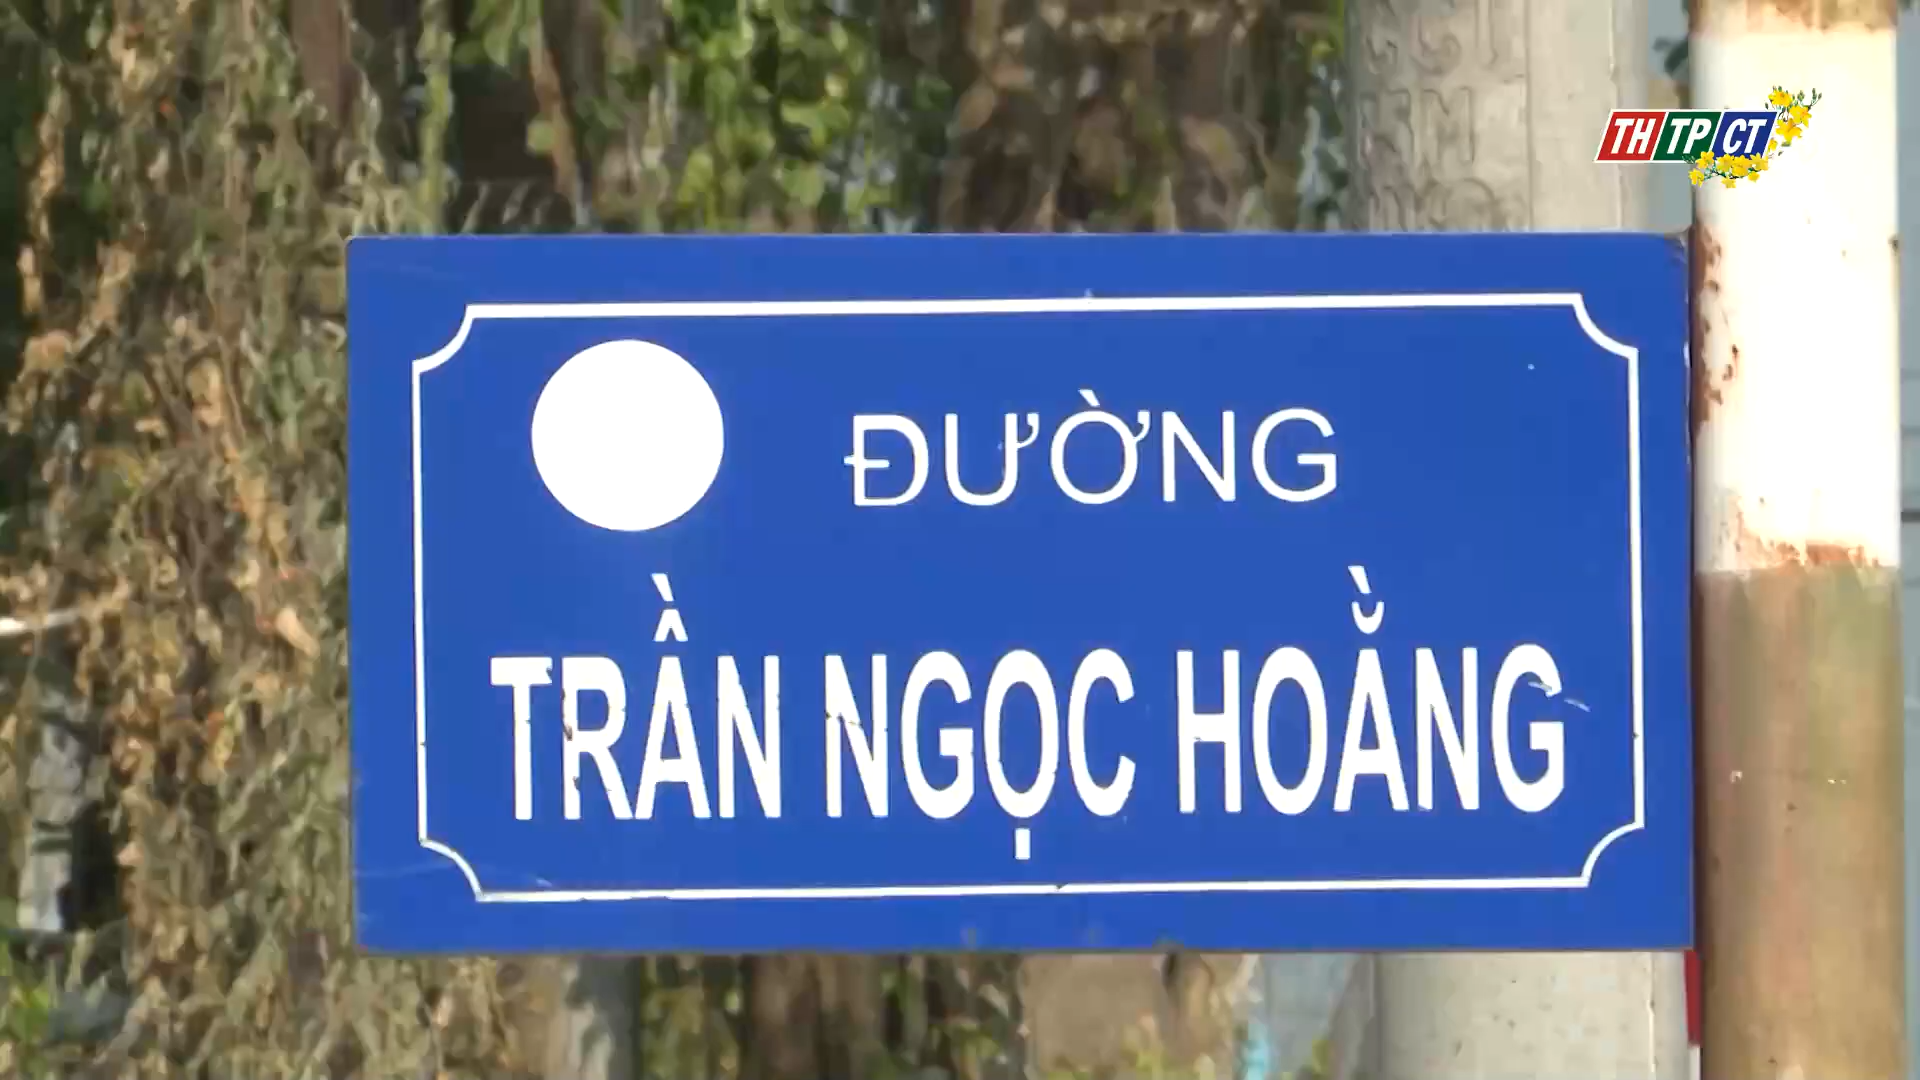 THTPCT
ĐƯỜNG
TRẦN NGỌC HOẰNG